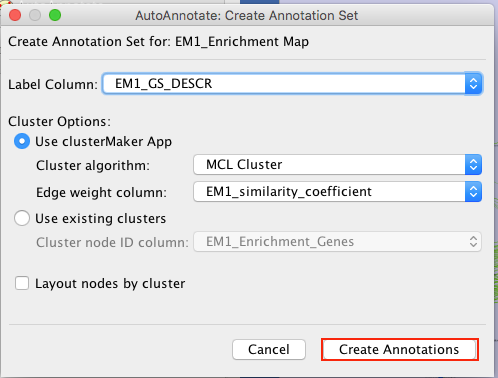 AutoAnnotate: Create Annotation Set
Create Annotation Set for: EM1_Enrichment Map
Label Column: EM1_GS_DESCR
Cluster Options:
Use clusterMaker App
Cluster algorithm: MCL Cluster
Edge weight column: EM1_similarity_coefficient
Use existing clusters
Cluster node ID column: EM1_Enrichment_Genes
Layout nodes by cluster
Cancel Create Annotations